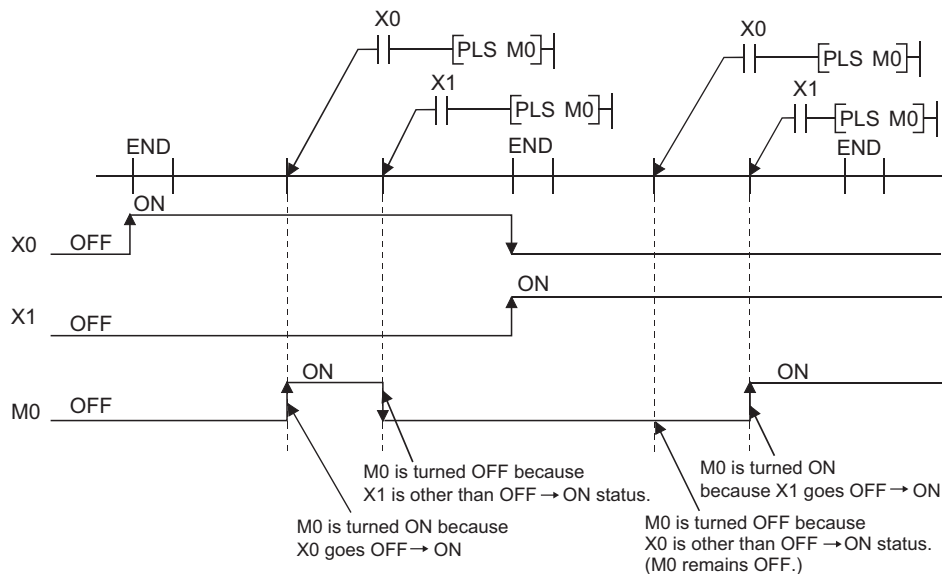 X0
PLS M0
X1
PLS M0
X0
PLS M0
X1
PLS M0
END
END
END
X0
OFF
ON
X1
OFF
ON
M0
OFF
ON
ON
M0 is turned OFF because
X1 is other than OFF → ON status.
M0 is turned ON because
X0 goes OFF → ON
M0 is turned ON
because X1 goes OFF → ON
M0 is turned OFF because
X0 is other than OFF → ON status.
(M0 remains OFF.)